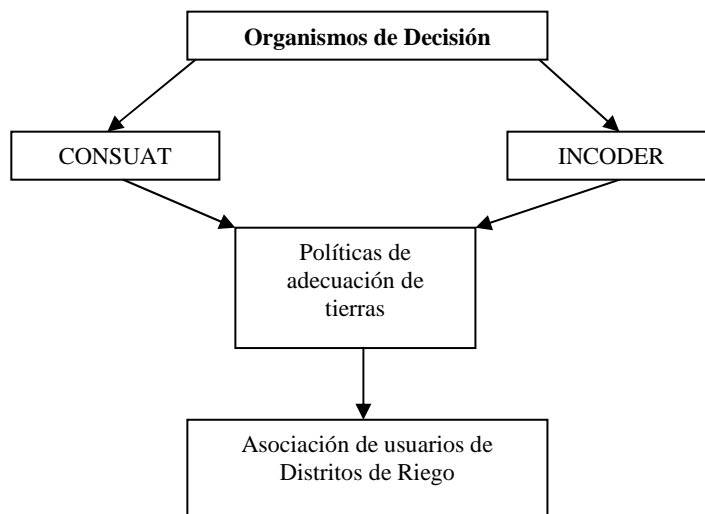 Organismos de Decisión
CONSUAT
INCODER
Políticas de
adecuación de
tierras
Asociación de usuarios de
Distritos de Riego